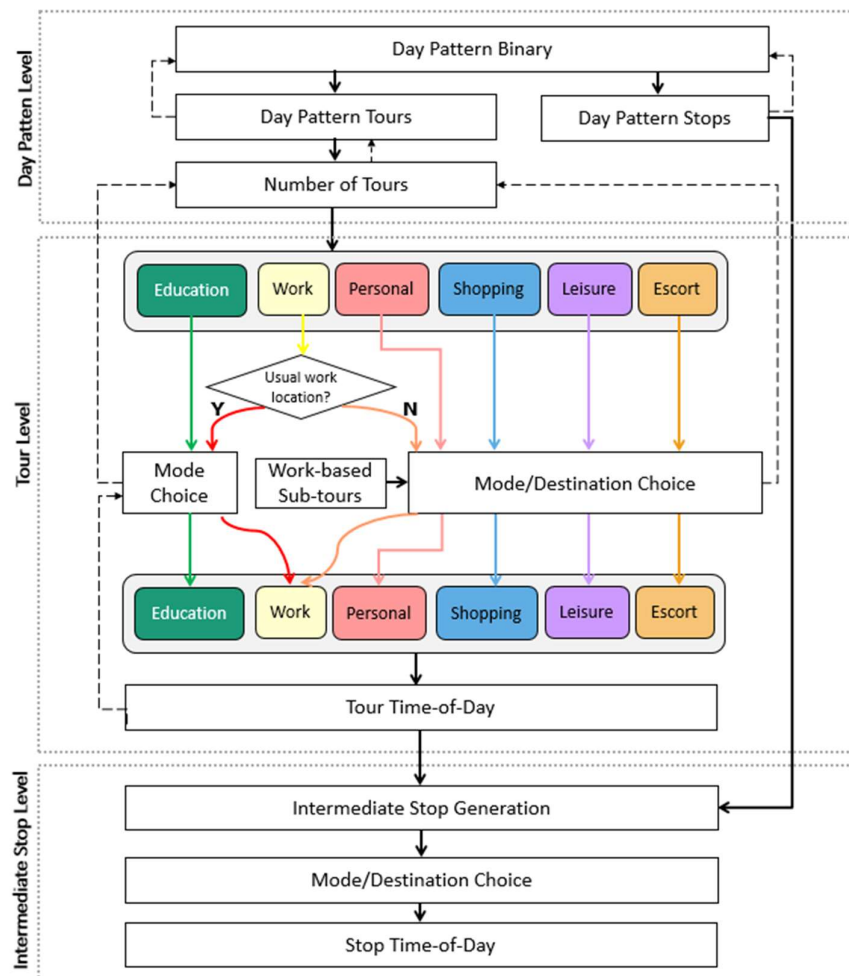 Day Patten Level
Day Pattern Binary
Day Pattern Tours
Day Pattern Stops
Number of Tours
Tour Level
Education
Work
Personal
Shopping
Leisure
Escort
Usual work
location?
Y
N
Mode
Choice
Work-based
Sub-tours
Mode/Destination Choice
Education
Work
Personal
Shopping
Leisure
Escort
Tour Time-of-Day
Intermediate Stop Level
Intermediate Stop Generation
Mode/Destination Choice
Stop Time-of-Day